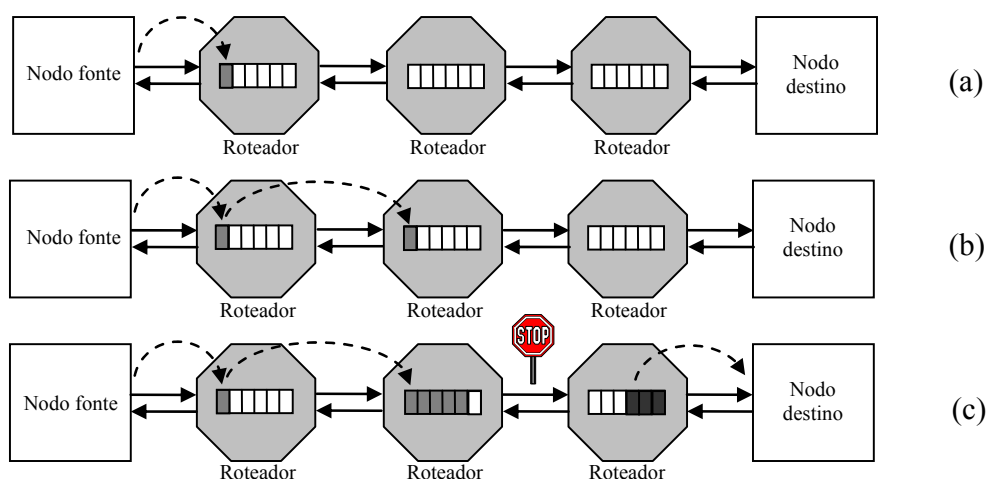 Nodo fonte
Nodo
destino
(a)
Roteador
Roteador
Roteador
Nodo fonte
Nodo
destino
(b)
Roteador
Roteador
Roteador
STOP
Nodo fonte
Nodo
destino
(c)
Roteador
Roteador
Roteador